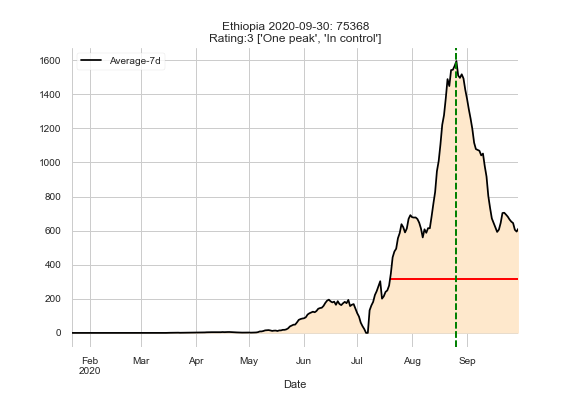 Ethiopia 2020-09-30: 75368
Rating:3 ['One peak', 'In control']
Average-7d
1600
1400
1200
1000
800
600
400
200
0
Feb
2020
Mar
Apr
May
Jun
Jul
Aug
Sep
Date